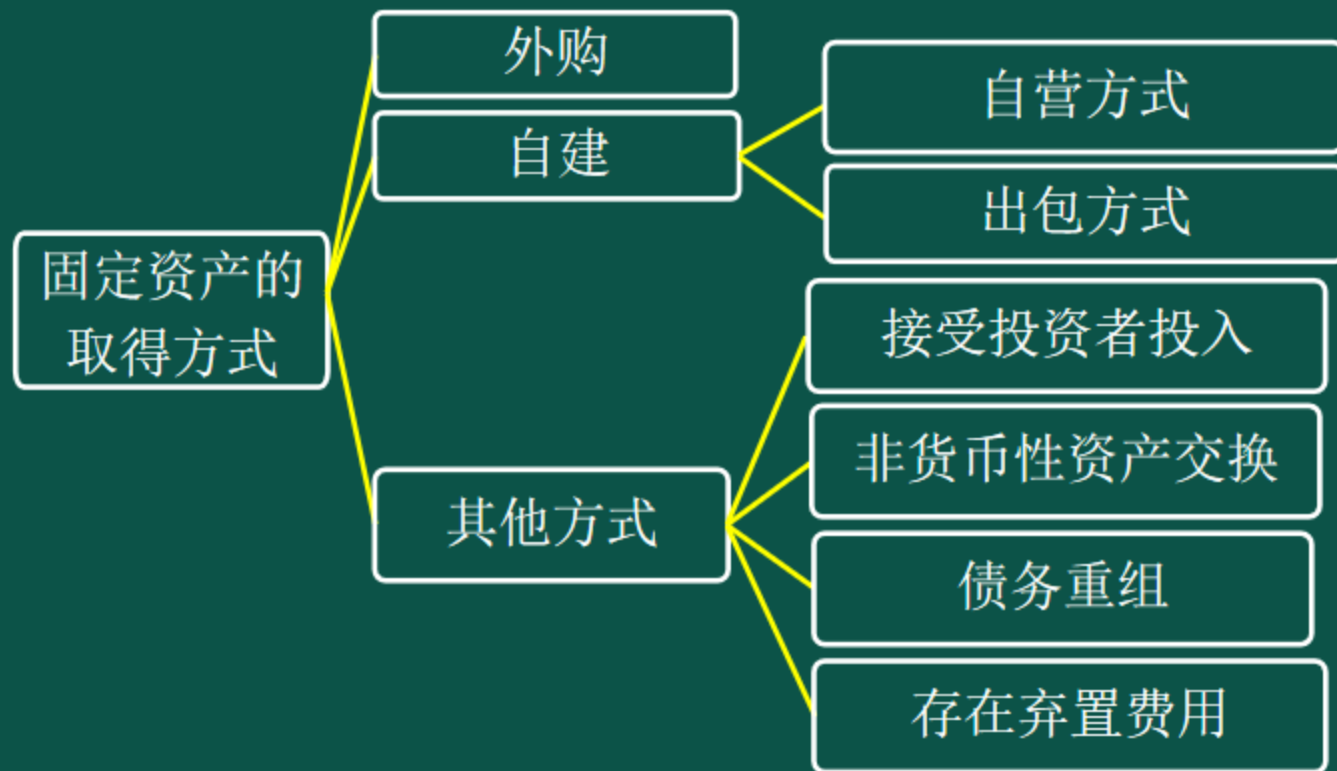 固定资产的
取得方式
外购
自建
自营方式
出包方式
其他方式
接受投资者投入
非货币性资产交换
债务重组
存在弃置费用